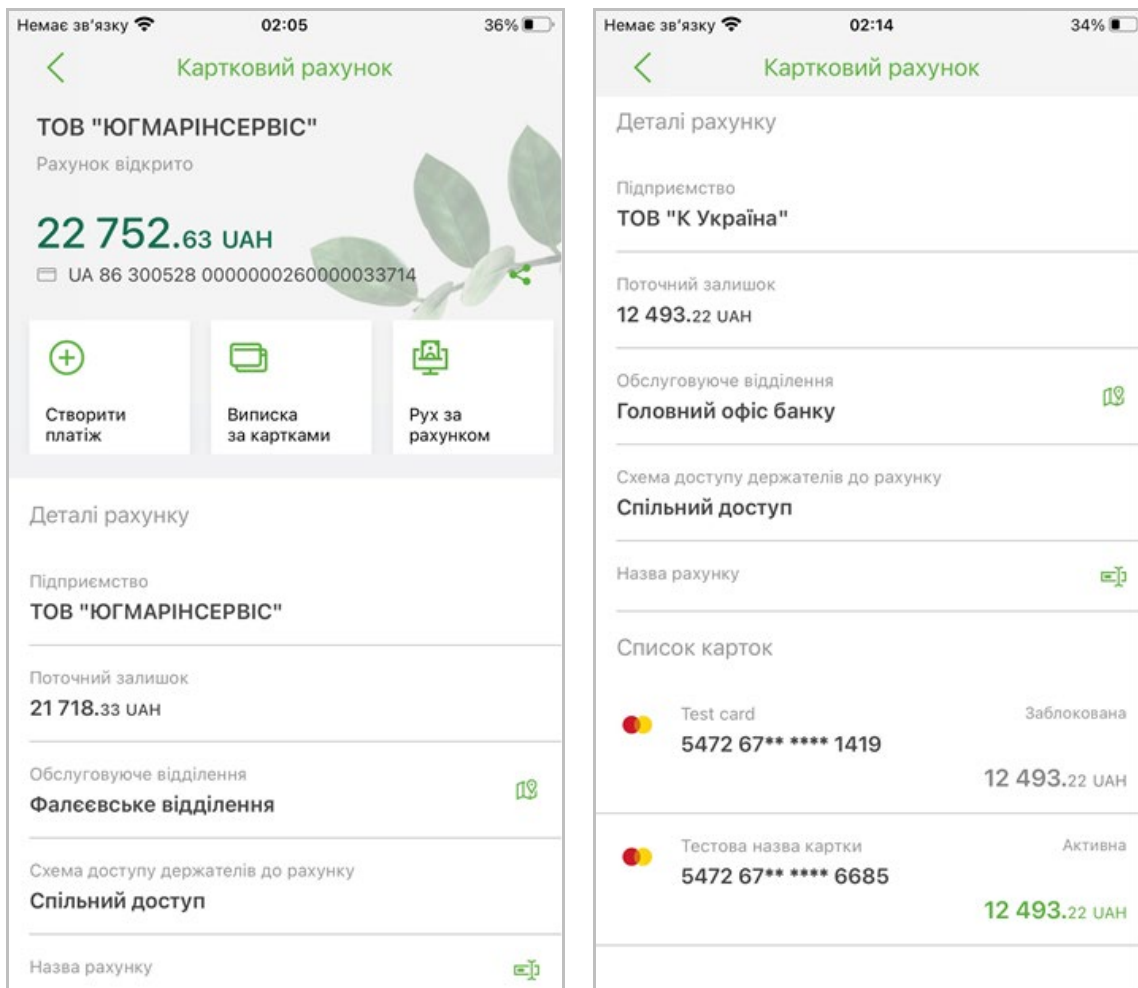 Немає зв'язку 02:05 36%
Картковий рахунок
ТОВ "ЮГМАРІНСЕРВІС"
Рахунок відкрито
22 752.63 UAH
UA 86 300528 0000000260000033714
Створити
платіж
Виписка
за картками
Рух за
рахунком
Деталі рахунку
Підприємство
ТОВ "ЮГМАРІНСЕРВІС"
Поточний залишок
21 718.33 UAH
Обслуговуюче відділення
Фалєєвське відділення
Схема доступу держателів до рахунку
Спільний доступ
Назва рахунку
Немає зв'язку 02:14 34%
Картковий рахунок
Деталі рахунку
Підприємство
ТОВ "К Україна"
Поточний залишок
12 493.22 UAH
Обслуговуюче відділення
Головний офіс банку
Схема доступу держателів до рахунку
Спільний доступ
Назва рахунку
Список карток
Test card Заблокована
5472 67** **** 1419
12 493.22 UAH
Тестова назва картки Активна
5472 67** **** 6685
12 493.22 UAH